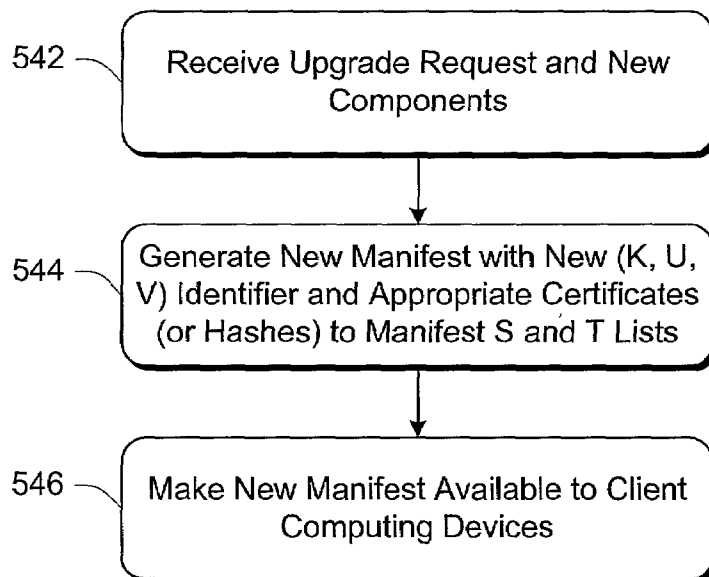 542
Receive Upgrade Request and New
Components
544
Generate New Manifest with New (K, U,
V) Identifier and Appropriate Certificates
(or Hashes) to Manifest S and T Lists
546
Make New Manifest Available to Client
Computing Devices